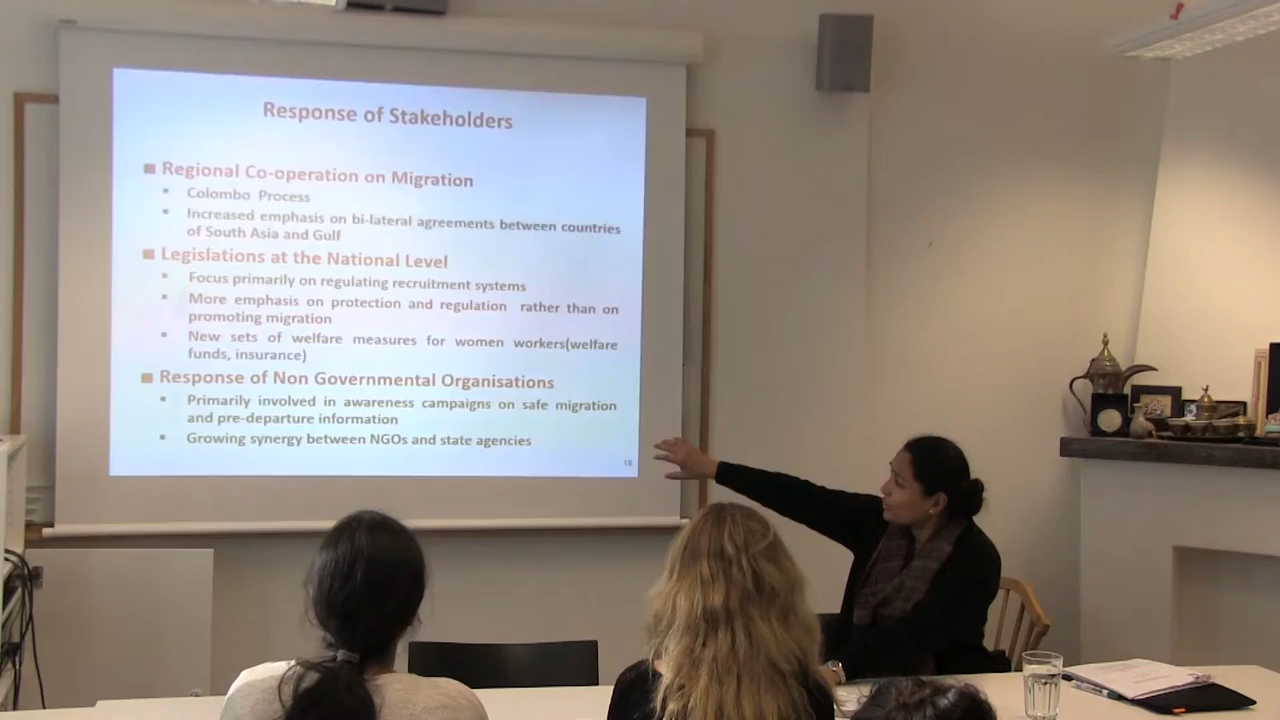 Response of Stakeholders
Regional Co-operation on Migration
Colombo Process
Increased emphasis on bi-lateral agreements between countries
of South Asia and Gulf
Legislations at the National Level
Focus primarily on regulating recruitment systems
More emphasis on protection and regulation rather than on
promoting migration
New sets of welfare measures for women workers(welfare
funds, insurance)
Response of Non Governmental Organisations
Primarily involved in awareness campaigns on safe migration
and pre-departure information
Growing synergy between NGOs and state agencies